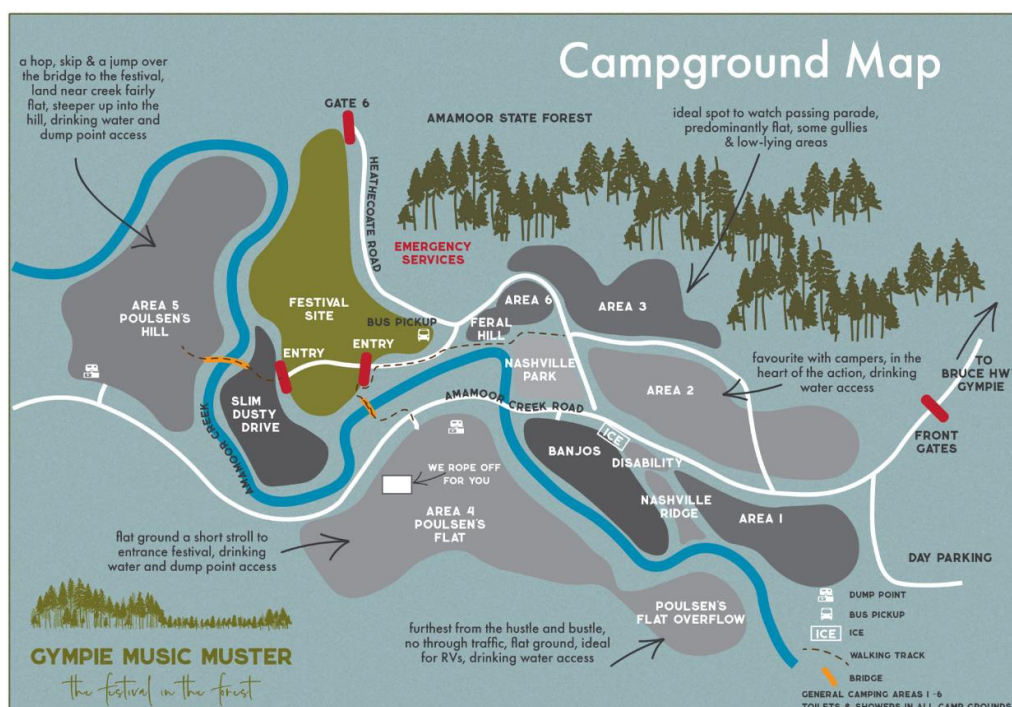 Campground Map
a hop, skip & a jump over
the bridge to the festival,
land near creek fairly
flat, steeper up into the
hill, drinking water and
dump point access
GATE 6
HEATHECOATE ROAD
AMAMOOR STATE FOREST
ideal spot to watch passing parade,
predominantly flat, some gullies
& low-lying areas
EMERGENCY
SERVICES
AREA 5
POULSEN'S
HILL
FESTIVAL
SITE
BUS PICKUP
ENTRY
ENTRY
AREA 6
FERAL
HILL
AREA 3
NASHVILLE
PARK
AREA 2
favourite with campers, in the
heart of the action, drinking
water access
TO
BRUCE HW
GYMPIE
FRONT
GATES
SLIM
DUSTY
DRIVE
AMAMOOR CREEK
AMAMOOR CREEK ROAD
WE ROPE OFF
FOR YOU
AREA 4
POULSEN'S
FLAT
ICE
BANJOS
DISABILITY
NASHVILLE
RIDGE
AREA 1
DAY PARKING
flat ground a short stroll to
entrance festival, drinking
water and dump point access
POULSEN'S
FLAT OVERFLOW
furthest from the hustle and bustle,
no through traffic, flat ground, ideal
for RVs, drinking water access
GYMPIE MUSIC MUSTER
the festival in the forest
DUMP POINT
BUS PICKUP
ICE ICE
WALKING TRACK
BRIDGE
GENERAL CAMPING AREAS 1 -6
TOILETS & SHOWERS IN ALL CAMP GROUNDS